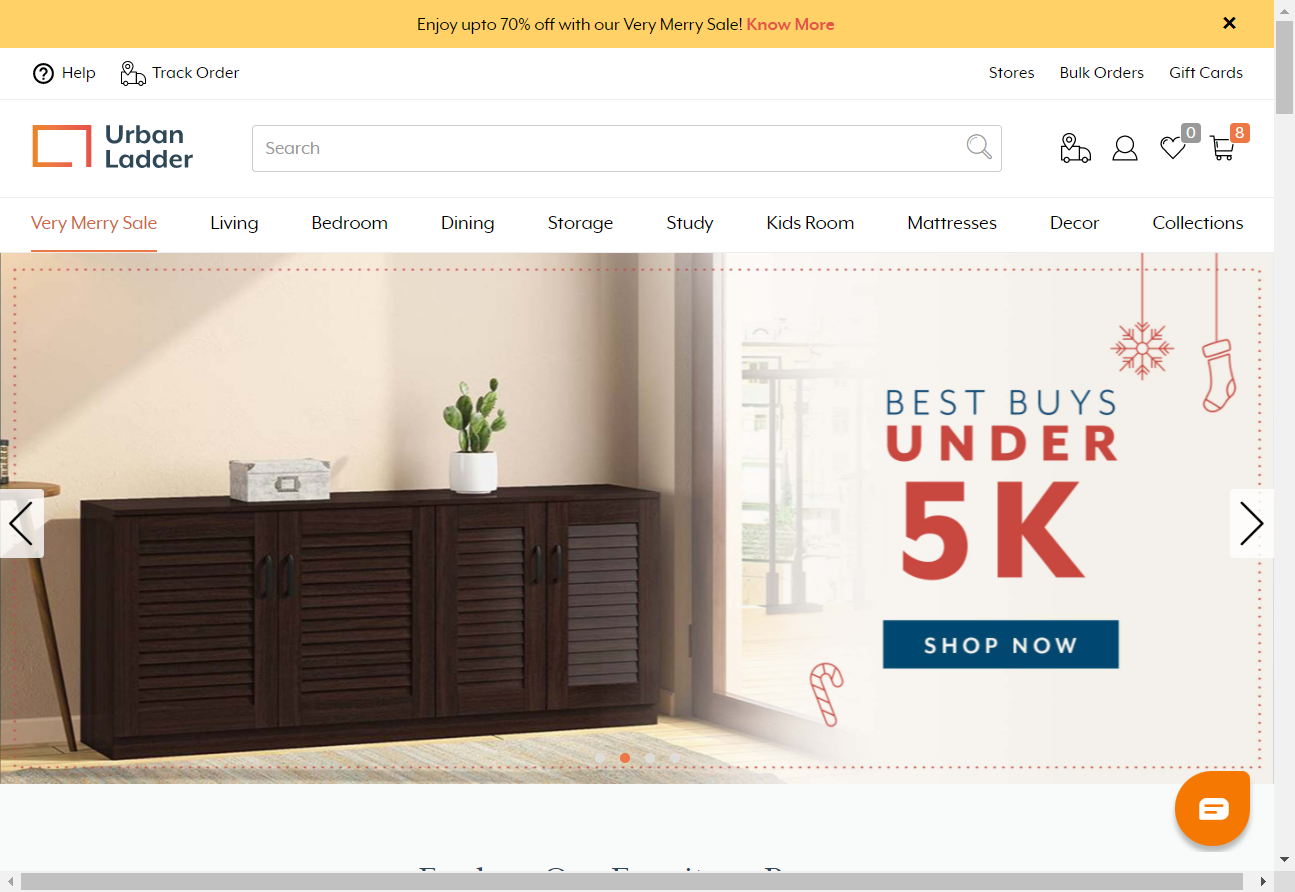 Enjoy upto 70% off with our Very Merry Sale! Know More
Help
Track Order
Stores
Bulk Orders
Gift Cards
Urban
Ladder
Search
0
8
Very Merry Sale
Living
Bedroom
Dining
Storage
Study
Kids Room
Mattresses
Decor
Collections
BEST BUYS
UNDER
5K
SHOP NOW